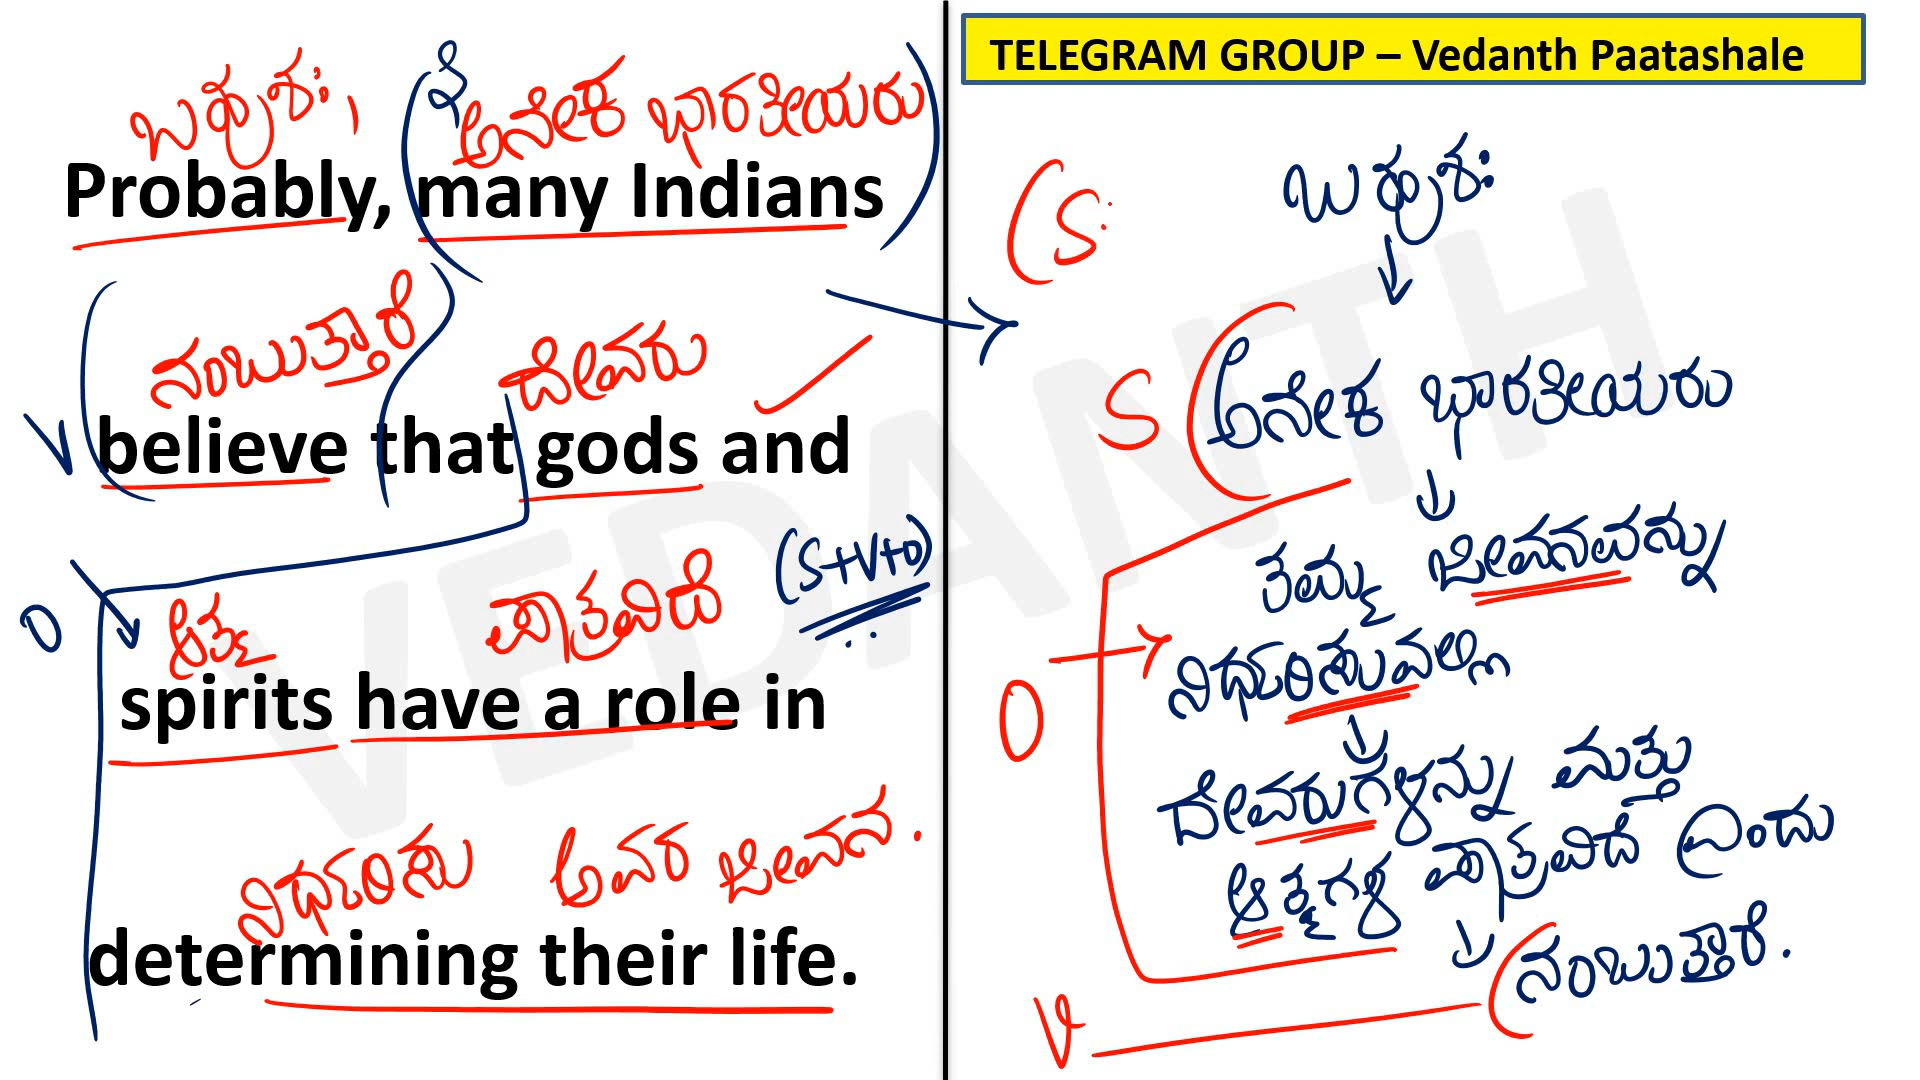 ಬಹುಶಃ, ಅನೇಕ ಭಾರತೀಯರು
Probably, many Indians
ನಂಬುತ್ತಾರೆ ದೇವರು
V believe that gods and
(S+V+O)
O ಆತ್ಮ ಪಾತ್ರವಿದೆ
spirits have a role in
ನಿರ್ಧರಿಸು ಅವರ ಜೀವನ.
determining their life.
TELEGRAM GROUP – Vedanth Paatashale
(S: ಬಹುಶಃ
S (ಅನೇಕ ಭಾರತೀಯರು
ತಮ್ಮ ಜೀವನವನ್ನು
O ನಿರ್ಧರಿಸುವಲ್ಲಿ
ದೇವರುಗಳನ್ನು ಮತ್ತು
ಆತ್ಮಗಳ ಪಾತ್ರವಿದೆ ಎಂದು
V (ನಂಬುತ್ತಾರೆ.
VEDANTH